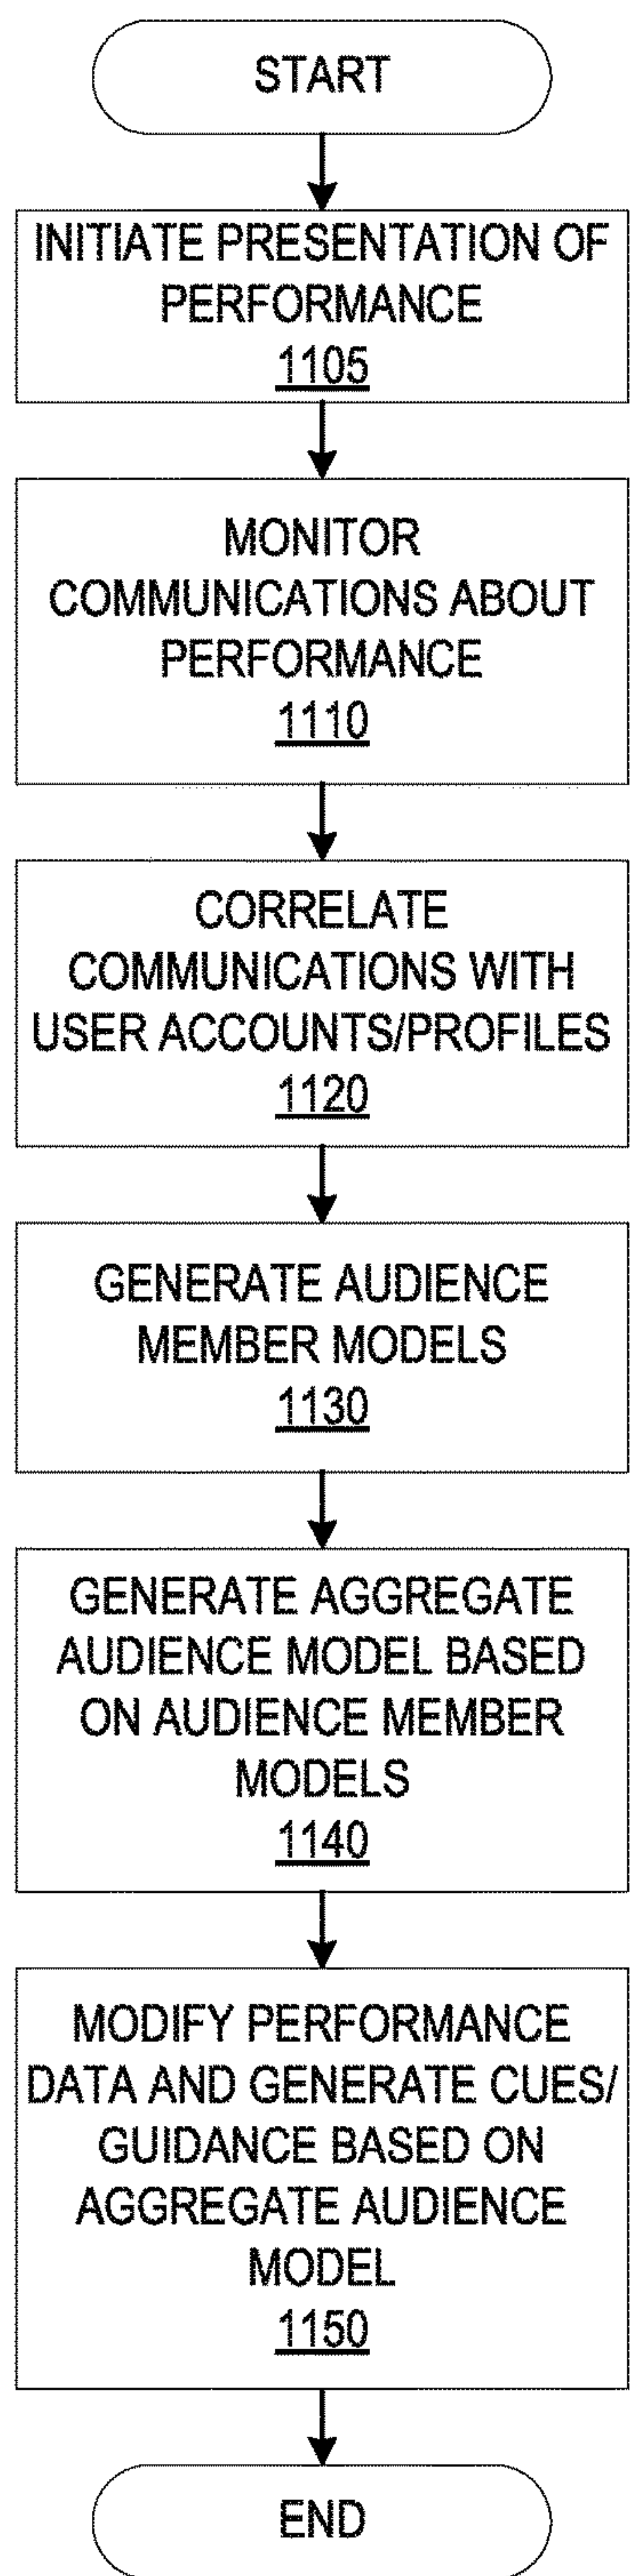 START
INITIATE PRESENTATION OF
PERFORMANCE
1105
MONITOR
COMMUNICATIONS ABOUT
PERFORMANCE
1110
CORRELATE
COMMUNICATIONS WITH
USER ACCOUNTS/PROFILES
1120
GENERATE AUDIENCE
MEMBER MODELS
1130
GENERATE AGGREGATE
AUDIENCE MODEL BASED
ON AUDIENCE MEMBER
MODELS
1140
MODIFY PERFORMANCE
DATA AND GENERATE CUES/
GUIDANCE BASED ON
AGGREGATE AUDIENCE
MODEL
1150
END